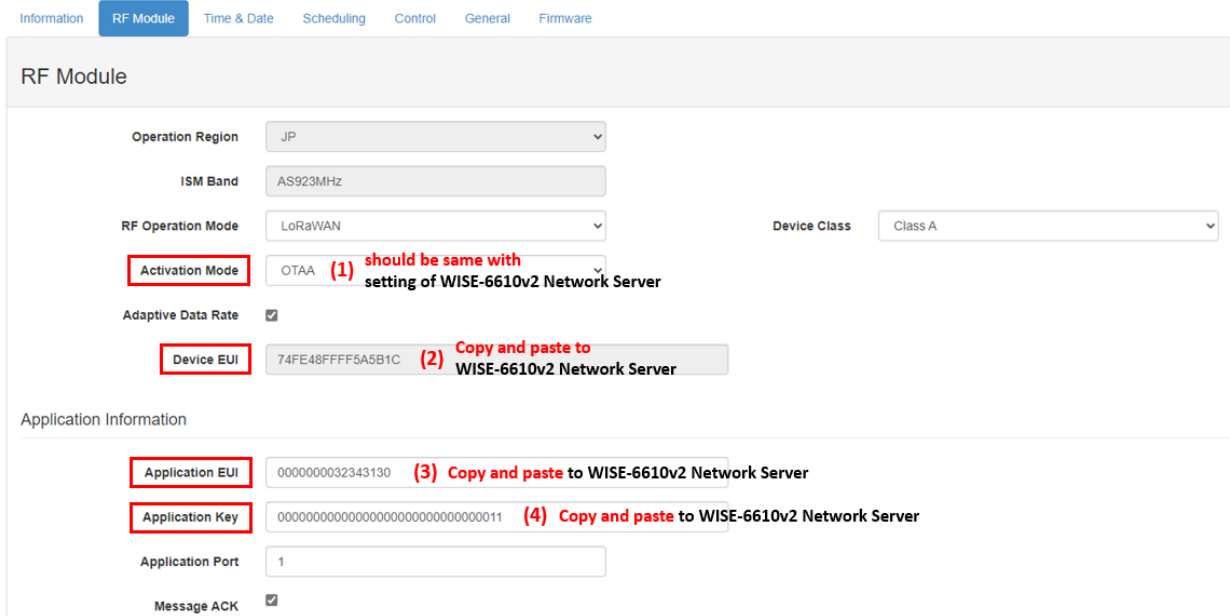 Information RF Module Time & Date Scheduling Control General Firmware
RF Module
Operation Region JP
ISM Band AS923MHz
RF Operation Mode LoRaWAN Device Class Class A
Activation Mode OTAA (1) should be same with
setting of WISE-6610v2 Network Server
Adaptive Data Rate
Device EUI 74FE48FFFF5A5B1C (2) Copy and paste to
WISE-6610v2 Network Server
Application Information
Application EUI 0000000032343130 (3) Copy and paste to WISE-6610v2 Network Server
Application Key 00000000000000000000000000000011 (4) Copy and paste to WISE-6610v2 Network Server
Application Port 1
Message ACK